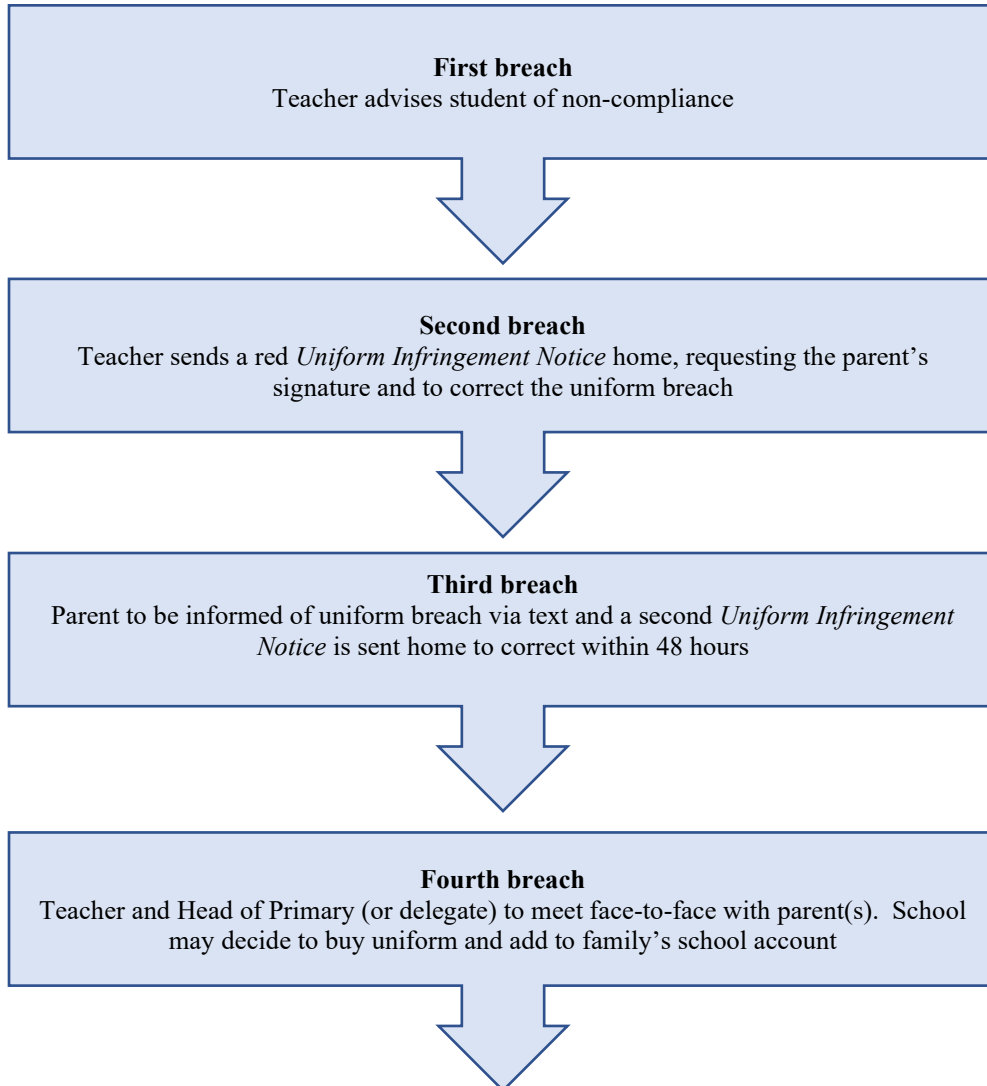 First breach
Teacher advises student of non-compliance
Second breach
Teacher sends a red Uniform Infringement Notice home, requesting the parent’s
signature and to correct the uniform breach
Third breach
Parent to be informed of uniform breach via text and a second Uniform Infringement
Notice is sent home to correct within 48 hours
Fourth breach
Teacher and Head of Primary (or delegate) to meet face-to-face with parent(s).  School
may decide to buy uniform and add to family’s school account